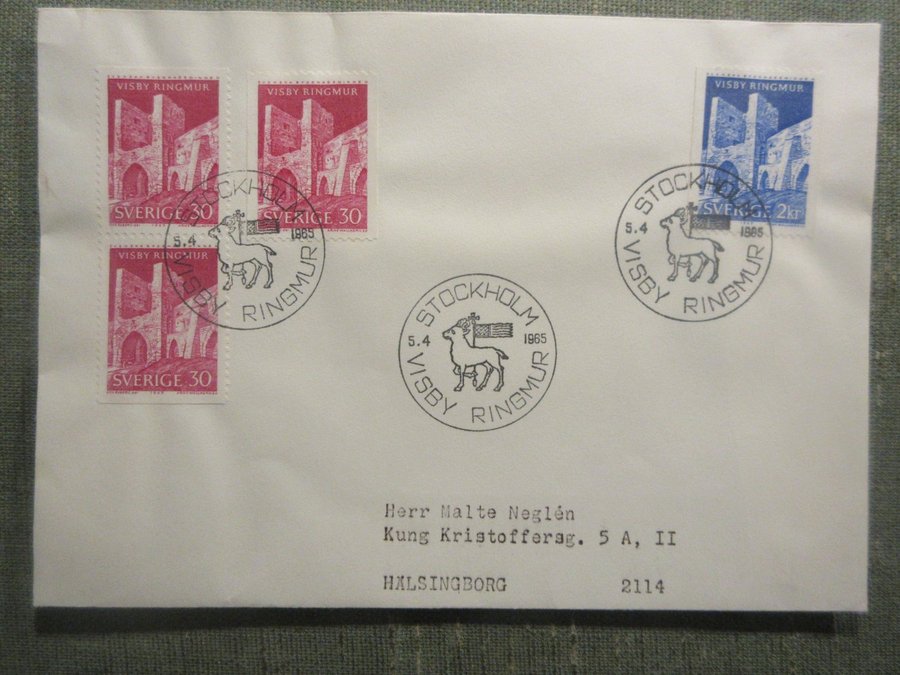 VISBY RINGMUR
SVERIGE 30
VISBY RINGMUR
SVERIGE 30
VISBY RINGMUR
SVERIGE 30
VISBY RINGMUR
SVERIGE 2kr
STOCKHOLM
5.4 1965
VISBY RINGMUR
STOCKHOLM
5.4 1965
VISBY RINGMUR
STOCKHOLM
5.4 1965
VISBY RINGMUR
Herr Malte Neglén
Kung Kristoffersg. 5 A, II
HÄLSINGBORG 2114